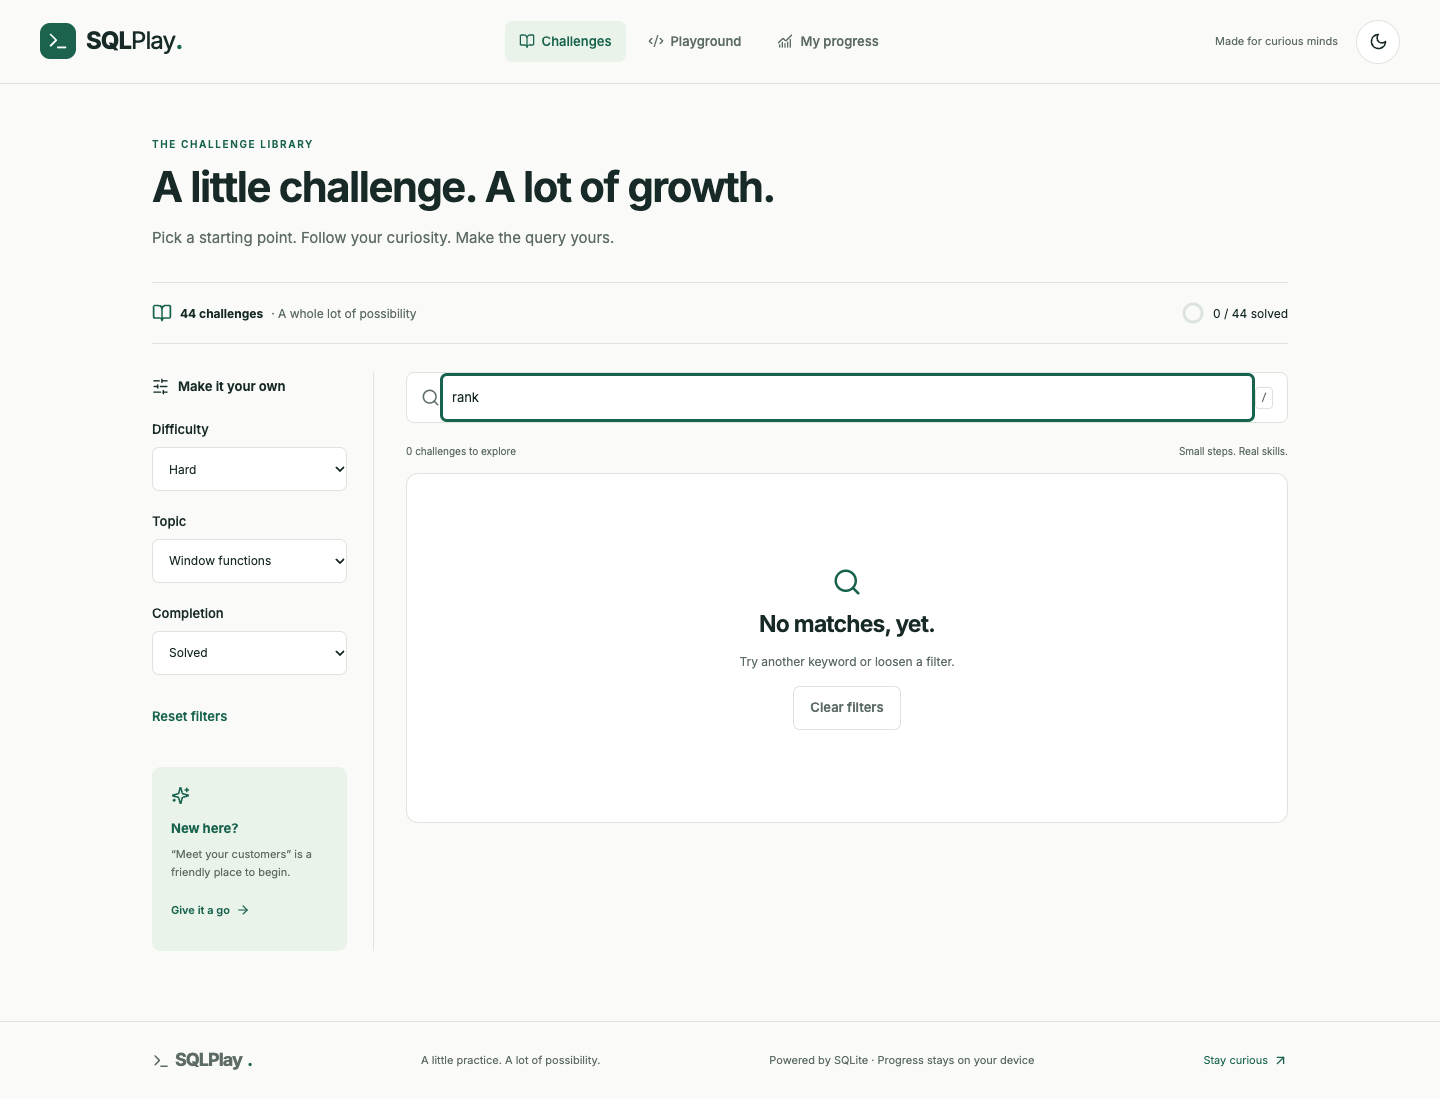 SQLPlay.
Challenges
Playground
My progress
Made for curious minds
THE CHALLENGE LIBRARY
A little challenge. A lot of growth.
Pick a starting point. Follow your curiosity. Make the query yours.
44 challenges · A whole lot of possibility
0 / 44 solved
Make it your own
Difficulty
Hard
Topic
Window functions
Completion
Solved
Reset filters
New here?
“Meet your customers” is a
friendly place to begin.
Give it a go
rank
/
0 challenges to explore
Small steps. Real skills.
No matches, yet.
Try another keyword or loosen a filter.
Clear filters
SQLPlay .
A little practice. A lot of possibility.
Powered by SQLite · Progress stays on your device
Stay curious